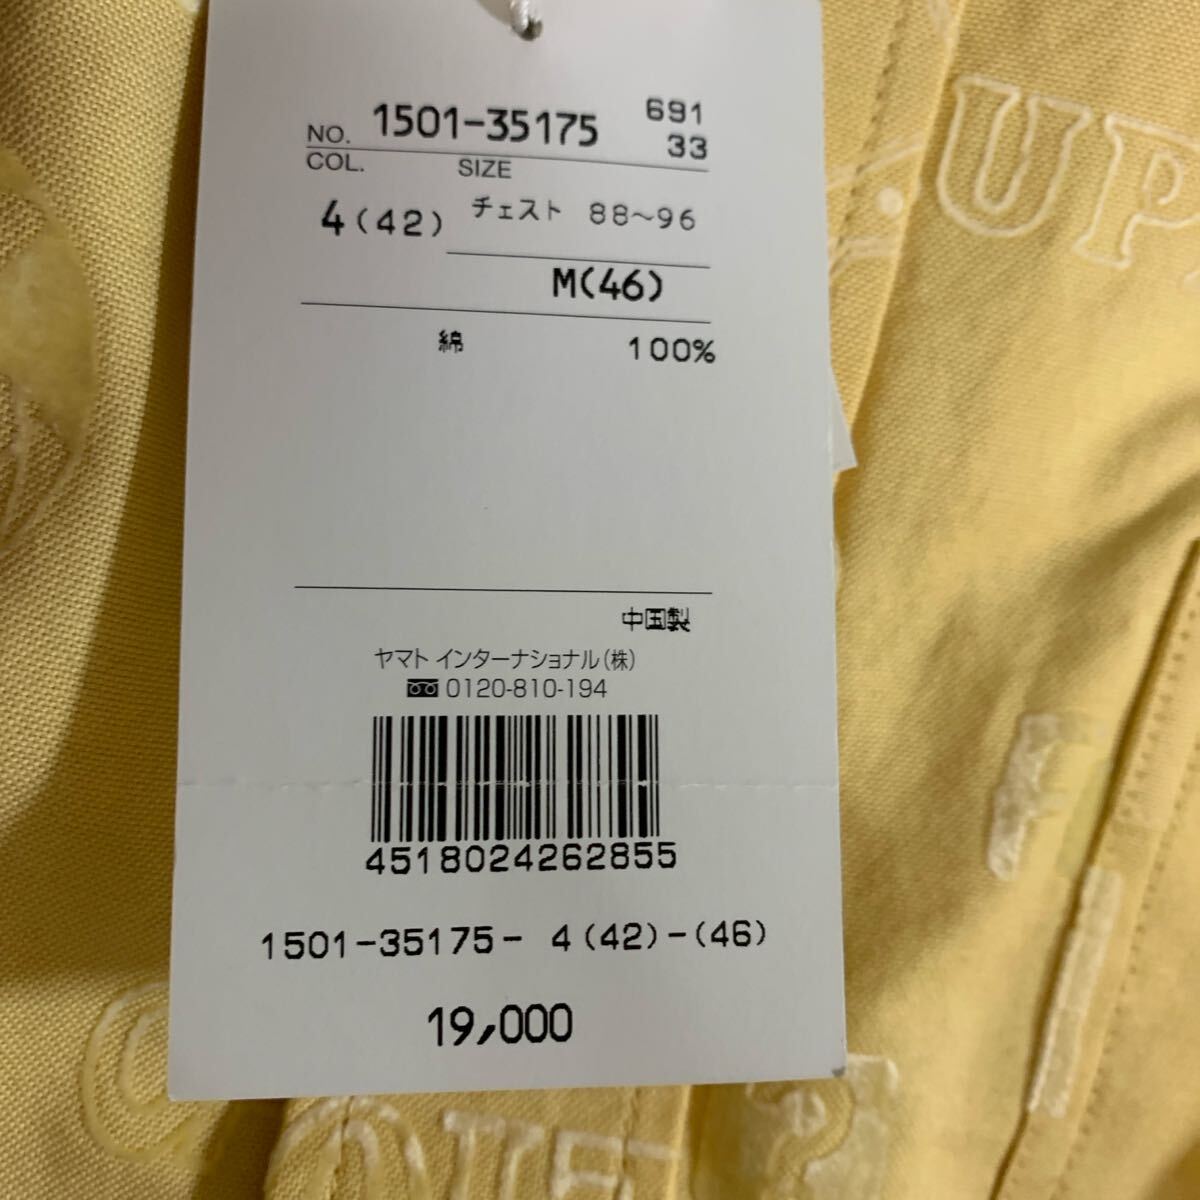 NO. 1501-35175 691
33
COL. SIZE
4(42) チェスト 88~96
M(46)
綿 100%
中国製
ヤマト インターナショナル(株)
0120-810-194
4518024262855
1501-35175- 4(42)-(46)
19,000
UP